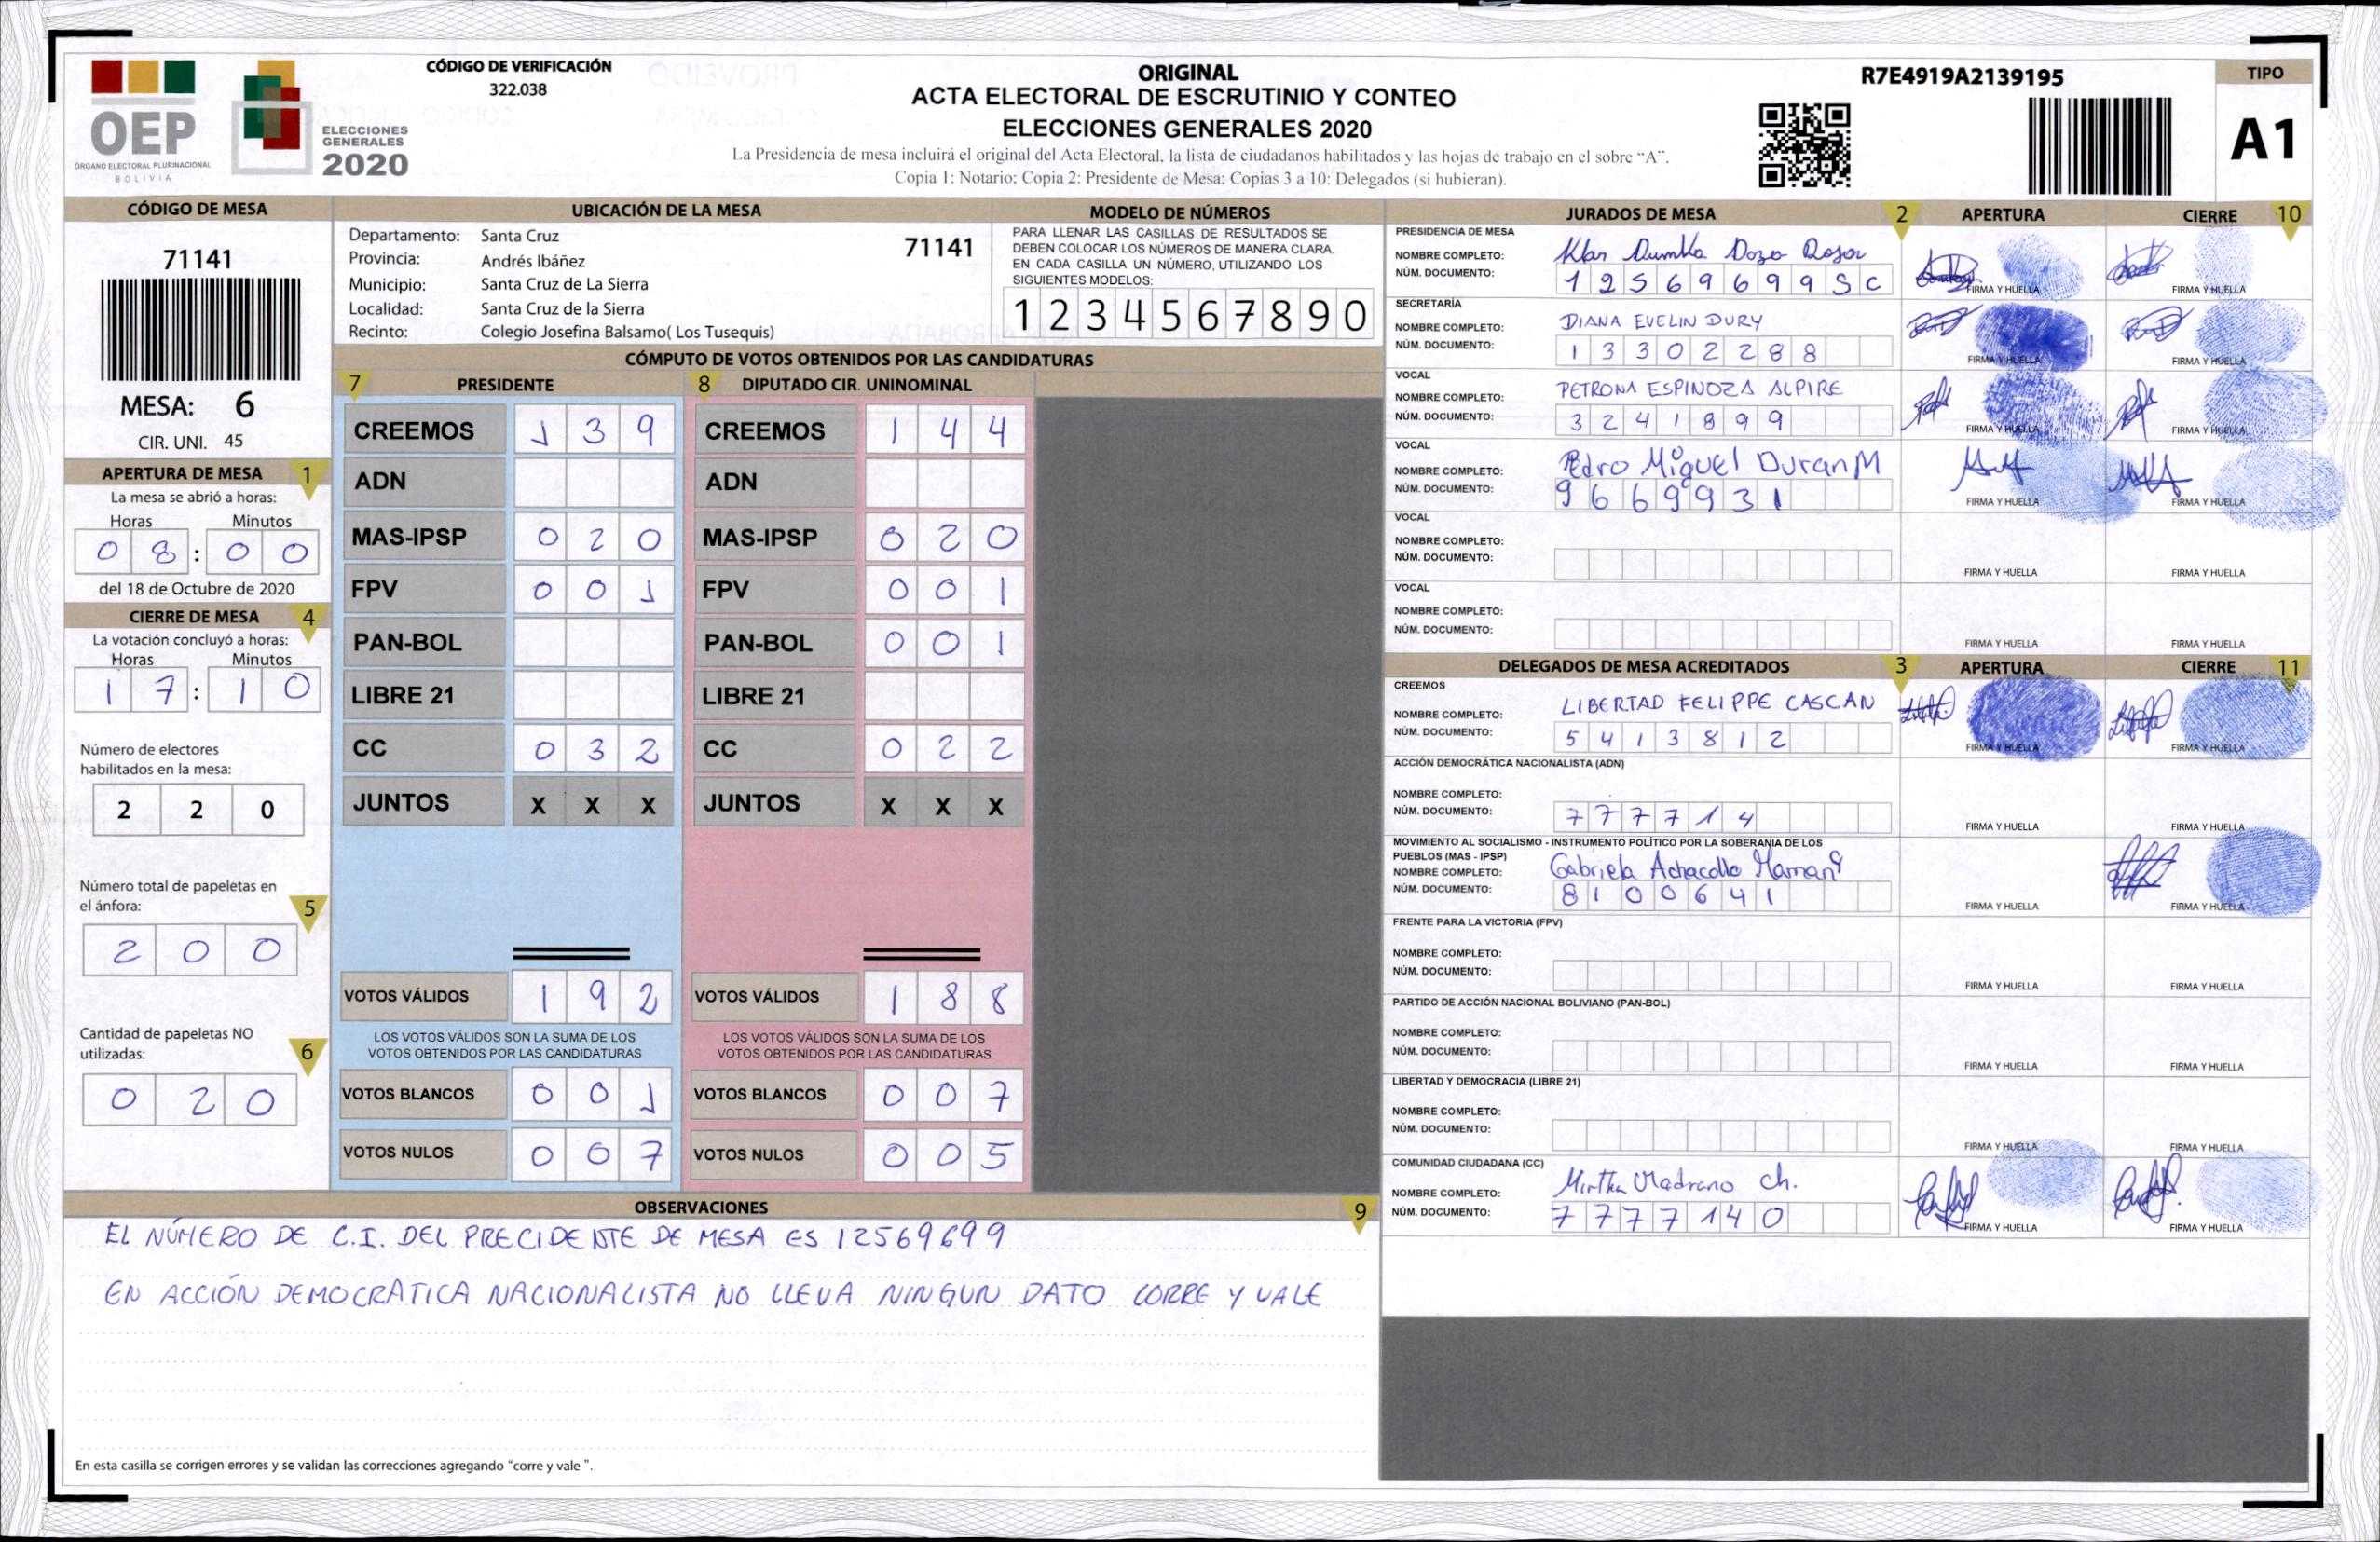 OEP
ÓRGANO ELECTORAL PLURINACIONAL
BOLIVIA
ELECCIONES
GENERALES
2020
CÓDIGO DE VERIFICACIÓN
322.038
ORIGINAL
ACTA ELECTORAL DE ESCRUTINIO Y CONTEO
ELECCIONES GENERALES 2020
La Presidencia de mesa incluirá el original del Acta Electoral, la lista de ciudadanos habilitados y las hojas de trabajo en el sobre “A”.
Copia 1: Notario; Copia 2: Presidente de Mesa; Copias 3 a 10: Delegados (si hubieran).
R7E4919A2139195
TIPO
A1
CÓDIGO DE MESA
71141
MESA: 6
CIR. UNI. 45
APERTURA DE MESA 1
La mesa se abrió a horas:
Horas Minutos
0 8 : 0 0
del 18 de Octubre de 2020
CIERRE DE MESA 4
La votación concluyó a horas:
Horas Minutos
1 7 : 1 0
Número de electores
habilitados en la mesa:
2 2 0
Número total de papeletas en
el ánfora: 5
2 0 0
Cantidad de papeletas NO
utilizadas: 6
0 2 0
UBICACIÓN DE LA MESA
Departamento: Santa Cruz 71141
Provincia: Andrés Ibáñez
Municipio: Santa Cruz de La Sierra
Localidad: Santa Cruz de la Sierra
Recinto: Colegio Josefina Balsamo( Los Tusequis)
MODELO DE NÚMEROS
PARA LLENAR LAS CASILLAS DE RESULTADOS SE
DEBEN COLOCAR LOS NÚMEROS DE MANERA CLARA.
EN CADA CASILLA UN NÚMERO, UTILIZANDO LOS
SIGUIENTES MODELOS:
1 2 3 4 5 6 7 8 9 0
CÓMPUTO DE VOTOS OBTENIDOS POR LAS CANDIDATURAS
7 PRESIDENTE
CREEMOS 1 3 9
ADN
MAS-IPSP 0 2 0
FPV 0 0 1
PAN-BOL
LIBRE 21
CC 0 3 2
JUNTOS X X X
VOTOS VÁLIDOS 1 9 2
LOS VOTOS VÁLIDOS SON LA SUMA DE LOS
VOTOS OBTENIDOS POR LAS CANDIDATURAS
VOTOS BLANCOS 0 0 1
VOTOS NULOS 0 0 7
8 DIPUTADO CIR. UNINOMINAL
CREEMOS 1 4 4
ADN
MAS-IPSP 0 2 0
FPV 0 0 1
PAN-BOL 0 0 1
LIBRE 21
CC 0 2 2
JUNTOS X X X
VOTOS VÁLIDOS 1 8 8
LOS VOTOS VÁLIDOS SON LA SUMA DE LOS
VOTOS OBTENIDOS POR LAS CANDIDATURAS
VOTOS BLANCOS 0 0 7
VOTOS NULOS 0 0 5
OBSERVACIONES 9
EL NÚMERO DE C.I. DEL PRECIDENTE DE MESA ES 12569699
EN ACCIÓN DEMOCRATICA NACIONALISTA NO LLEVA NINGUN DATO CORRE Y VALE
En esta casilla se corrigen errores y se validan las correcciones agregando “corre y vale ”.
JURADOS DE MESA 2 APERTURA CIERRE 10
PRESIDENCIA DE MESA
NOMBRE COMPLETO:
NÚM. DOCUMENTO: 1 2 5 6 9 6 9 9 S C
FIRMA Y HUELLA FIRMA Y HUELLA
SECRETARÍA
NOMBRE COMPLETO: DIANA EVELIN DURY
NÚM. DOCUMENTO: 1 3 3 0 2 2 8 8
FIRMA Y HUELLA FIRMA Y HUELLA
VOCAL
NOMBRE COMPLETO: PETRONA ESPINOZA ALPIRE
NÚM. DOCUMENTO: 3 2 4 1 8 9 9
FIRMA Y HUELLA FIRMA Y HUELLA
VOCAL
NOMBRE COMPLETO: Pedro Miguel Duran M
NÚM. DOCUMENTO: 9 6 6 9 9 3 1
FIRMA Y HUELLA FIRMA Y HUELLA
VOCAL
NOMBRE COMPLETO:
NÚM. DOCUMENTO:
FIRMA Y HUELLA FIRMA Y HUELLA
VOCAL
NOMBRE COMPLETO:
NÚM. DOCUMENTO:
FIRMA Y HUELLA FIRMA Y HUELLA
DELEGADOS DE MESA ACREDITADOS 3 APERTURA CIERRE 11
CREEMOS
NOMBRE COMPLETO: LIBERTAD FELIPPE CASCAN
NÚM. DOCUMENTO: 5 4 1 3 8 1 2
FIRMA Y HUELLA FIRMA Y HUELLA
ACCIÓN DEMOCRÁTICA NACIONALISTA (ADN)
NOMBRE COMPLETO:
NÚM. DOCUMENTO: 7 7 7 7 1 4
FIRMA Y HUELLA FIRMA Y HUELLA
MOVIMIENTO AL SOCIALISMO - INSTRUMENTO POLÍTICO POR LA SOBERANIA DE LOS
PUEBLOS (MAS - IPSP)
NOMBRE COMPLETO: Gabriela Achacollo Mamani
NÚM. DOCUMENTO: 8 1 0 0 6 4 1
FIRMA Y HUELLA FIRMA Y HUELLA
FRENTE PARA LA VICTORIA (FPV)
NOMBRE COMPLETO:
NÚM. DOCUMENTO:
FIRMA Y HUELLA FIRMA Y HUELLA
PARTIDO DE ACCIÓN NACIONAL BOLIVIANO (PAN-BOL)
NOMBRE COMPLETO:
NÚM. DOCUMENTO:
FIRMA Y HUELLA FIRMA Y HUELLA
LIBERTAD Y DEMOCRACIA (LIBRE 21)
NOMBRE COMPLETO:
NÚM. DOCUMENTO:
FIRMA Y HUELLA FIRMA Y HUELLA
COMUNIDAD CIUDADANA (CC)
NOMBRE COMPLETO: Mirtha Madrano Ch.
NÚM. DOCUMENTO: 7 7 7 7 1 4 0
FIRMA Y HUELLA FIRMA Y HUELLA